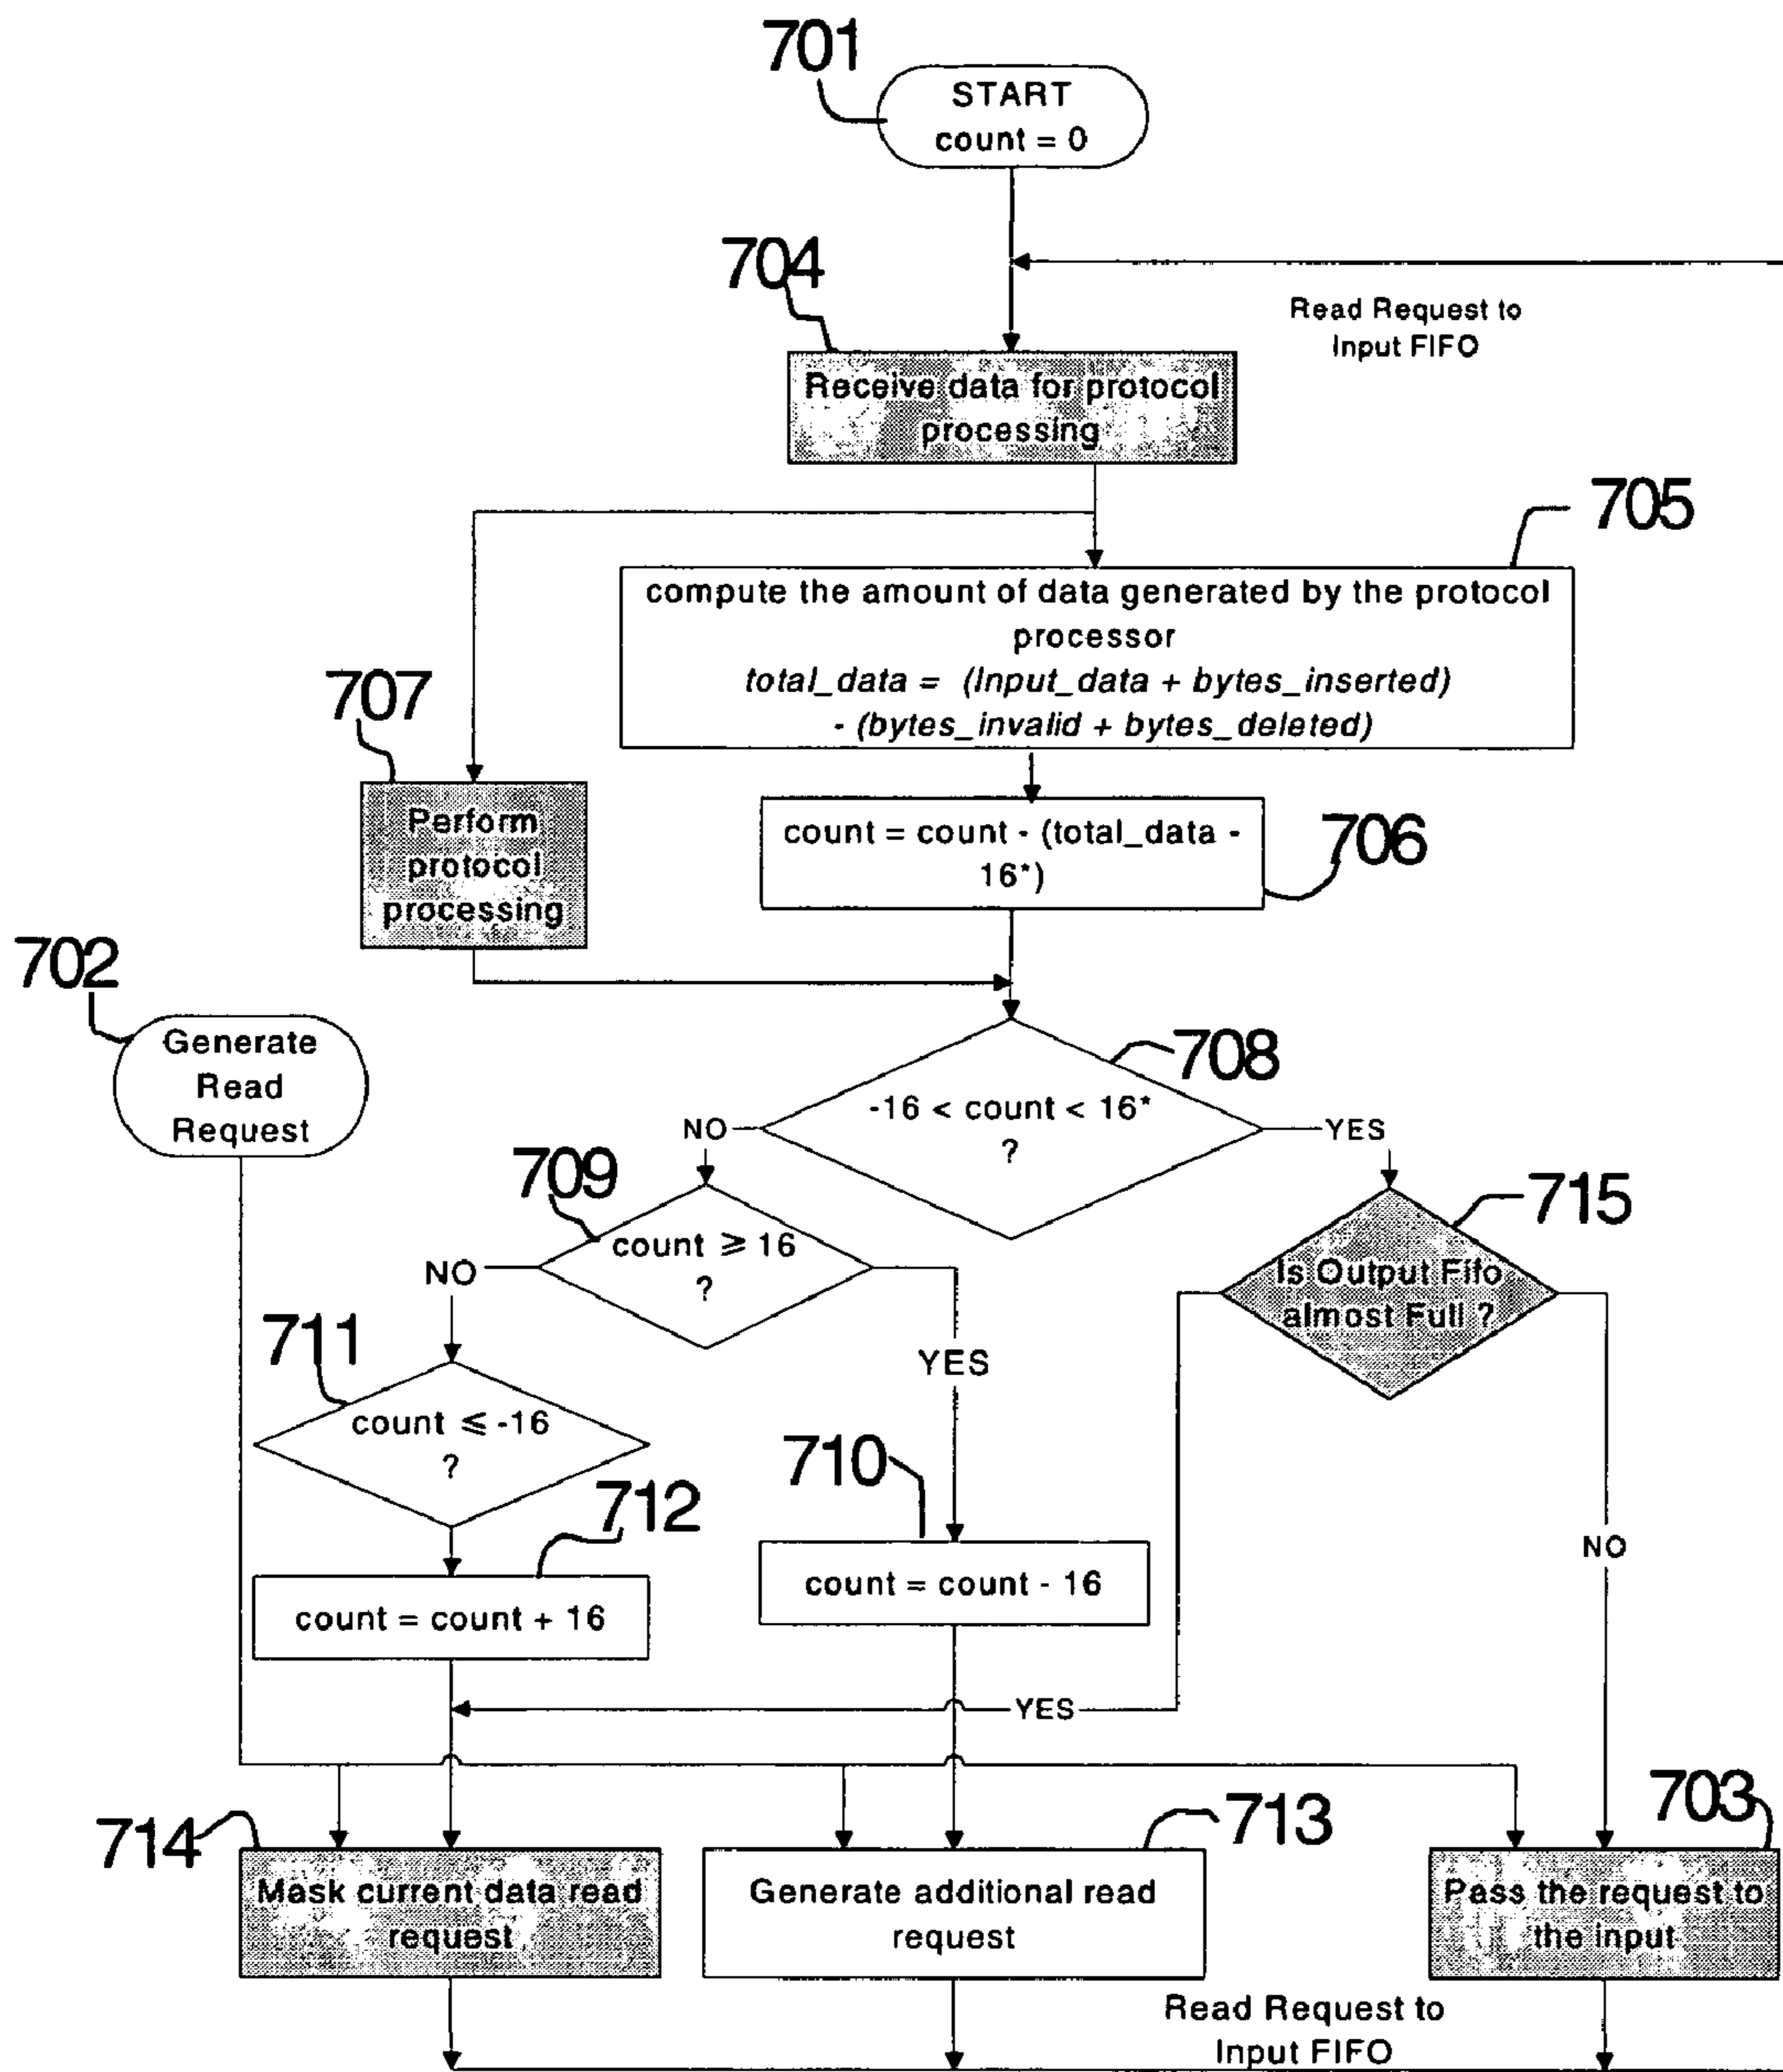 701
START
count = 0
704
Read Request to
Input FIFO
Receive data for protocol
processing
705
compute the amount of data generated by the protocol
processor
total_data = (Input_data + bytes_inserted)
- (bytes_invalid + bytes_deleted)
707
Perform
protocol
processing
count = count - (total_data -
16*)
706
702
Generate
Read
Request
708
-16 < count < 16*
?
NO
YES
709
count ≥ 16
?
NO
YES
715
Is Output Fifo
almost Full ?
711
count ≤ -16
?
710
712
count = count + 16
count = count - 16
NO
YES
714
Mask current data read
request
713
Generate additional read
request
703
Pass the request to
the input
Read Request to
Input FIFO